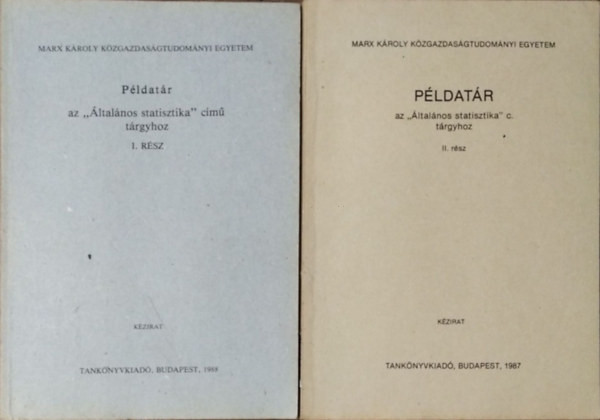 MARX KÁROLY KÖZGAZDASÁGTUDOMÁNYI EGYETEM
Példatár
az „Általános statisztika” című
tárgyhoz
I. RÉSZ
KÉZIRAT
TANKÖNYVKIADÓ, BUDAPEST, 1988
MARX KÁROLY KÖZGAZDASÁGTUDOMÁNYI EGYETEM
PÉLDATÁR
az „Általános statisztika” c.
tárgyhoz
II. rész
KÉZIRAT
TANKÖNYVKIADÓ, BUDAPEST, 1987